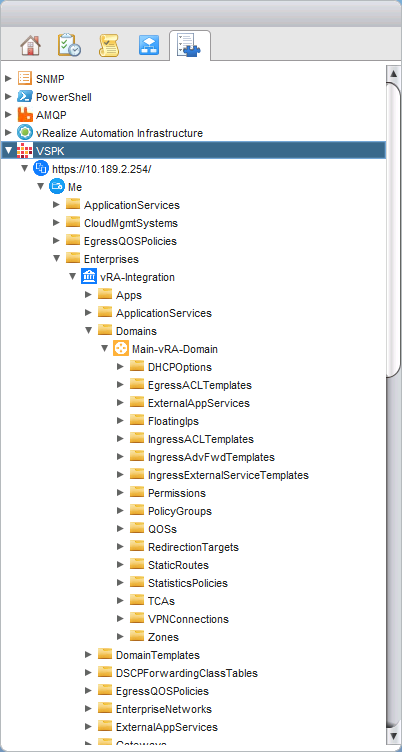 SNMP
PowerShell
AMQP
vRealize Automation Infrastructure
VSPK
https://10.189.2.254/
Me
ApplicationServices
CloudMgmtSystems
EgressQOSPolicies
Enterprises
vRA-Integration
Apps
ApplicationServices
Domains
Main-vRA-Domain
DHCPOptions
EgressACLTemplates
ExternalAppServices
FloatingIps
IngressACLTemplates
IngressAdvFwdTemplates
IngressExternalServiceTemplates
Permissions
PolicyGroups
QOSs
RedirectionTargets
StaticRoutes
StatisticsPolicies
TCAs
VPNConnections
Zones
DomainTemplates
DSCPForwardingClassTables
EgressQOSPolicies
EnterpriseNetworks
ExternalAppServices